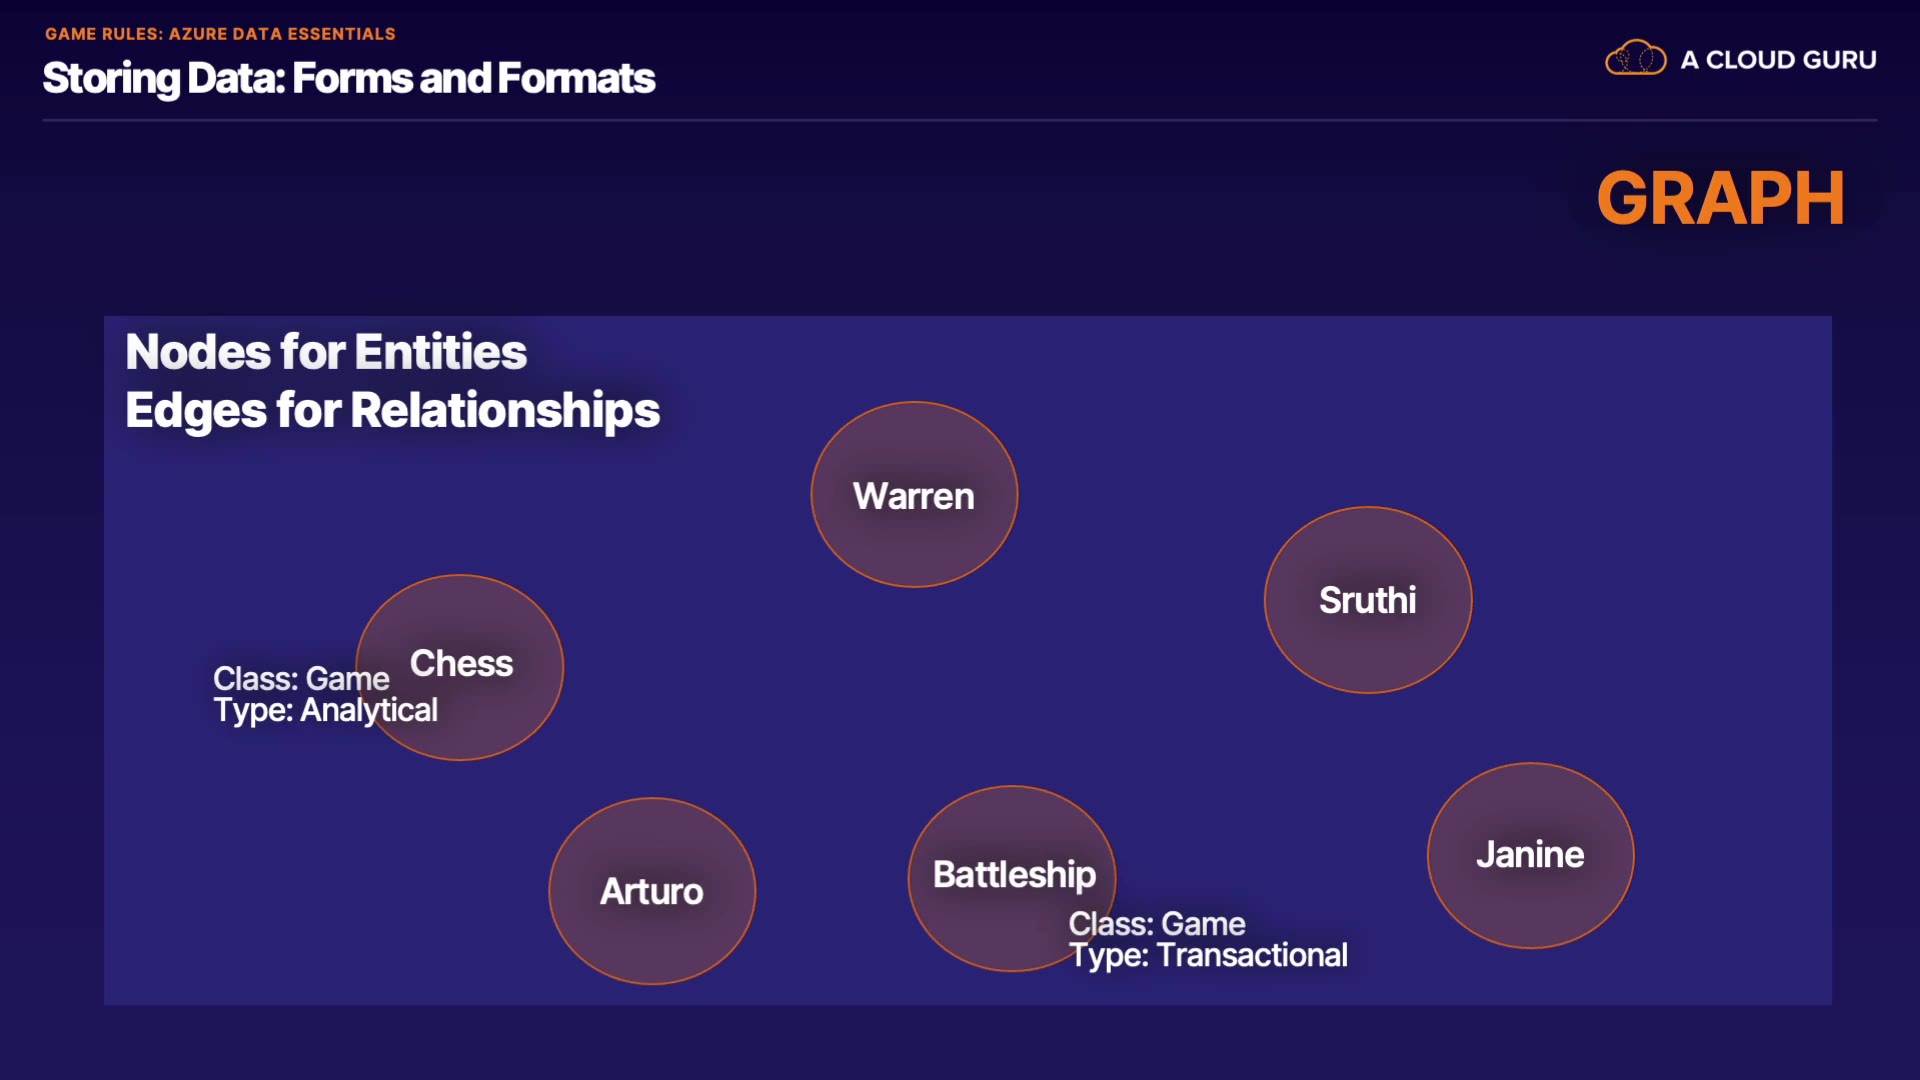 GAME RULES: AZURE DATA ESSENTIALS
Storing Data: Forms and Formats
A CLOUD GURU
GRAPH
Nodes for Entities
Edges for Relationships
Warren
Sruthi
Chess
Class: Game
Type: Analytical
Arturo
Battleship
Class: Game
Type: Transactional
Janine